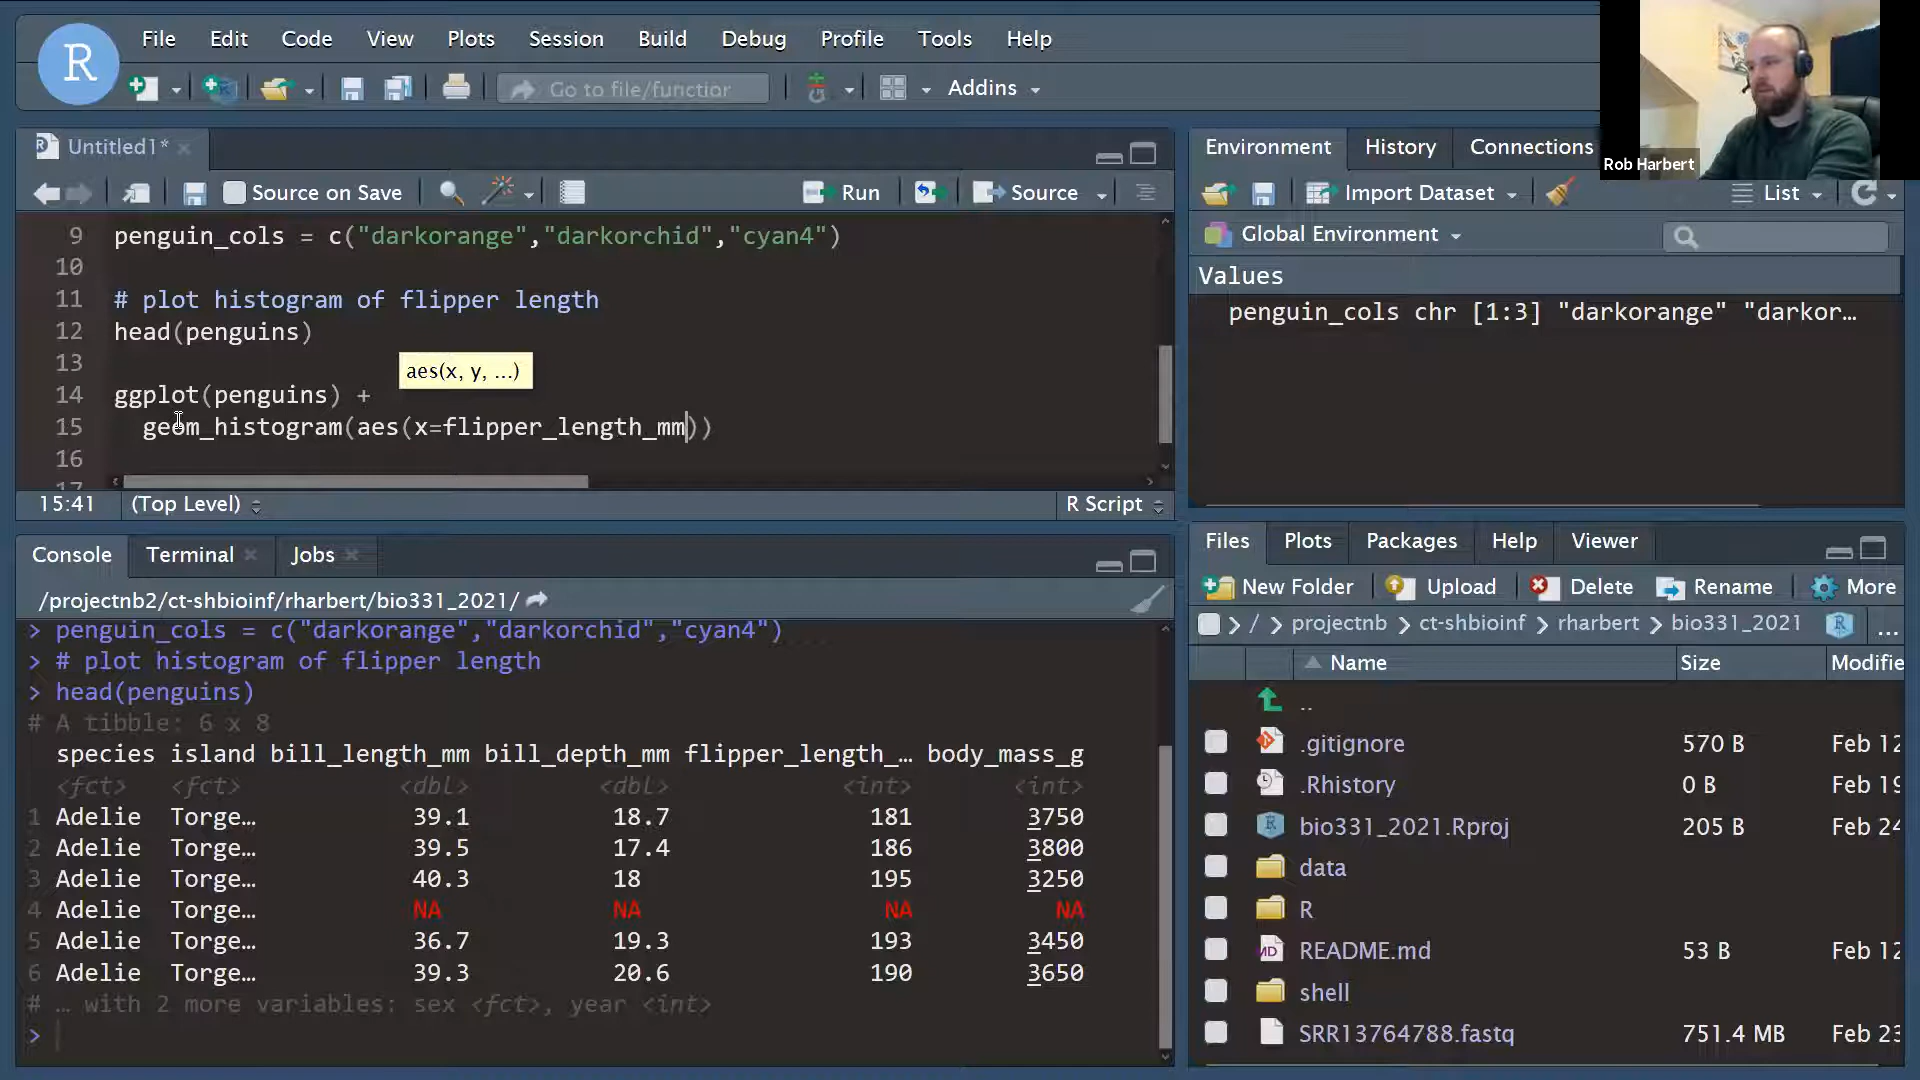 R
File Edit Code View Plots Session Build Debug Profile Tools Help
Go to file/function Addins
Rob Harbert
Untitled1*
Source on Save Run Source
9 penguin_cols = c("darkorange","darkorchid","cyan4")
10
11 # plot histogram of flipper length
12 head(penguins)
13
aes(x, y, ...)
14 ggplot(penguins) +
15 geom_histogram(aes(x=flipper_length_mm))
16
17
15:41 (Top Level) R Script
Environment History Connections
Import Dataset List
Global Environment
Values
penguin_cols chr [1:3] "darkorange" "darkor…
Console Terminal Jobs
/projectnb2/ct-shbioinf/rharbert/bio331_2021/
> penguin_cols = c("darkorange","darkorchid","cyan4")
> # plot histogram of flipper length
> head(penguins)
# A tibble: 6 x 8
species island bill_length_mm bill_depth_mm flipper_length_… body_mass_g
<fct> <fct> <dbl> <dbl> <int> <int>
1 Adelie Torge… 39.1 18.7 181 3750
2 Adelie Torge… 39.5 17.4 186 3800
3 Adelie Torge… 40.3 18 195 3250
4 Adelie Torge… NA NA NA NA
5 Adelie Torge… 36.7 19.3 193 3450
6 Adelie Torge… 39.3 20.6 190 3650
# … with 2 more variables: sex <fct>, year <int>
>
Files Plots Packages Help Viewer
New Folder Upload Delete Rename More
/ > projectnb > ct-shbioinf > rharbert > bio331_2021 ...
Name Size Modifie
..
.gitignore 570 B Feb 12
.Rhistory 0 B Feb 19
bio331_2021.Rproj 205 B Feb 24
data
R
README.md 53 B Feb 12
shell
SRR13764788.fastq 751.4 MB Feb 23